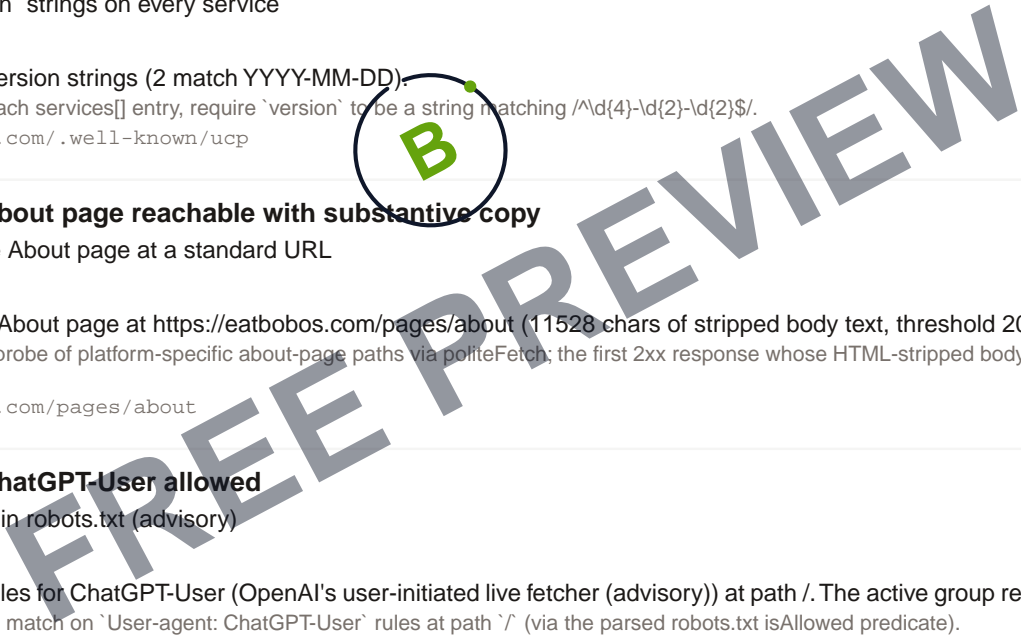 n" strings on every service
ersion strings (2 match YYYY-MM-DD).
ach services[] entry, require `version` to be a string matching /^\d{4}-\d{2}-\d{2}$/.
.com/.well-known/ucp
B
bout page reachable with substantive copy
About page at a standard URL
About page at https://eatbobos.com/pages/about (11528 chars of stripped body text, threshold 20
probe of platform-specific about-page paths via politeFetch; the first 2xx response whose HTML-stripped body
.com/pages/about
hatGPT-User allowed
in robots.txt (advisory)
les for ChatGPT-User (OpenAI's user-initiated live fetcher (advisory)) at path /. The active group re
match on `User-agent: ChatGPT-User` rules at path `/` (via the parsed robots.txt isAllowed predicate).
FREE PREVIEW